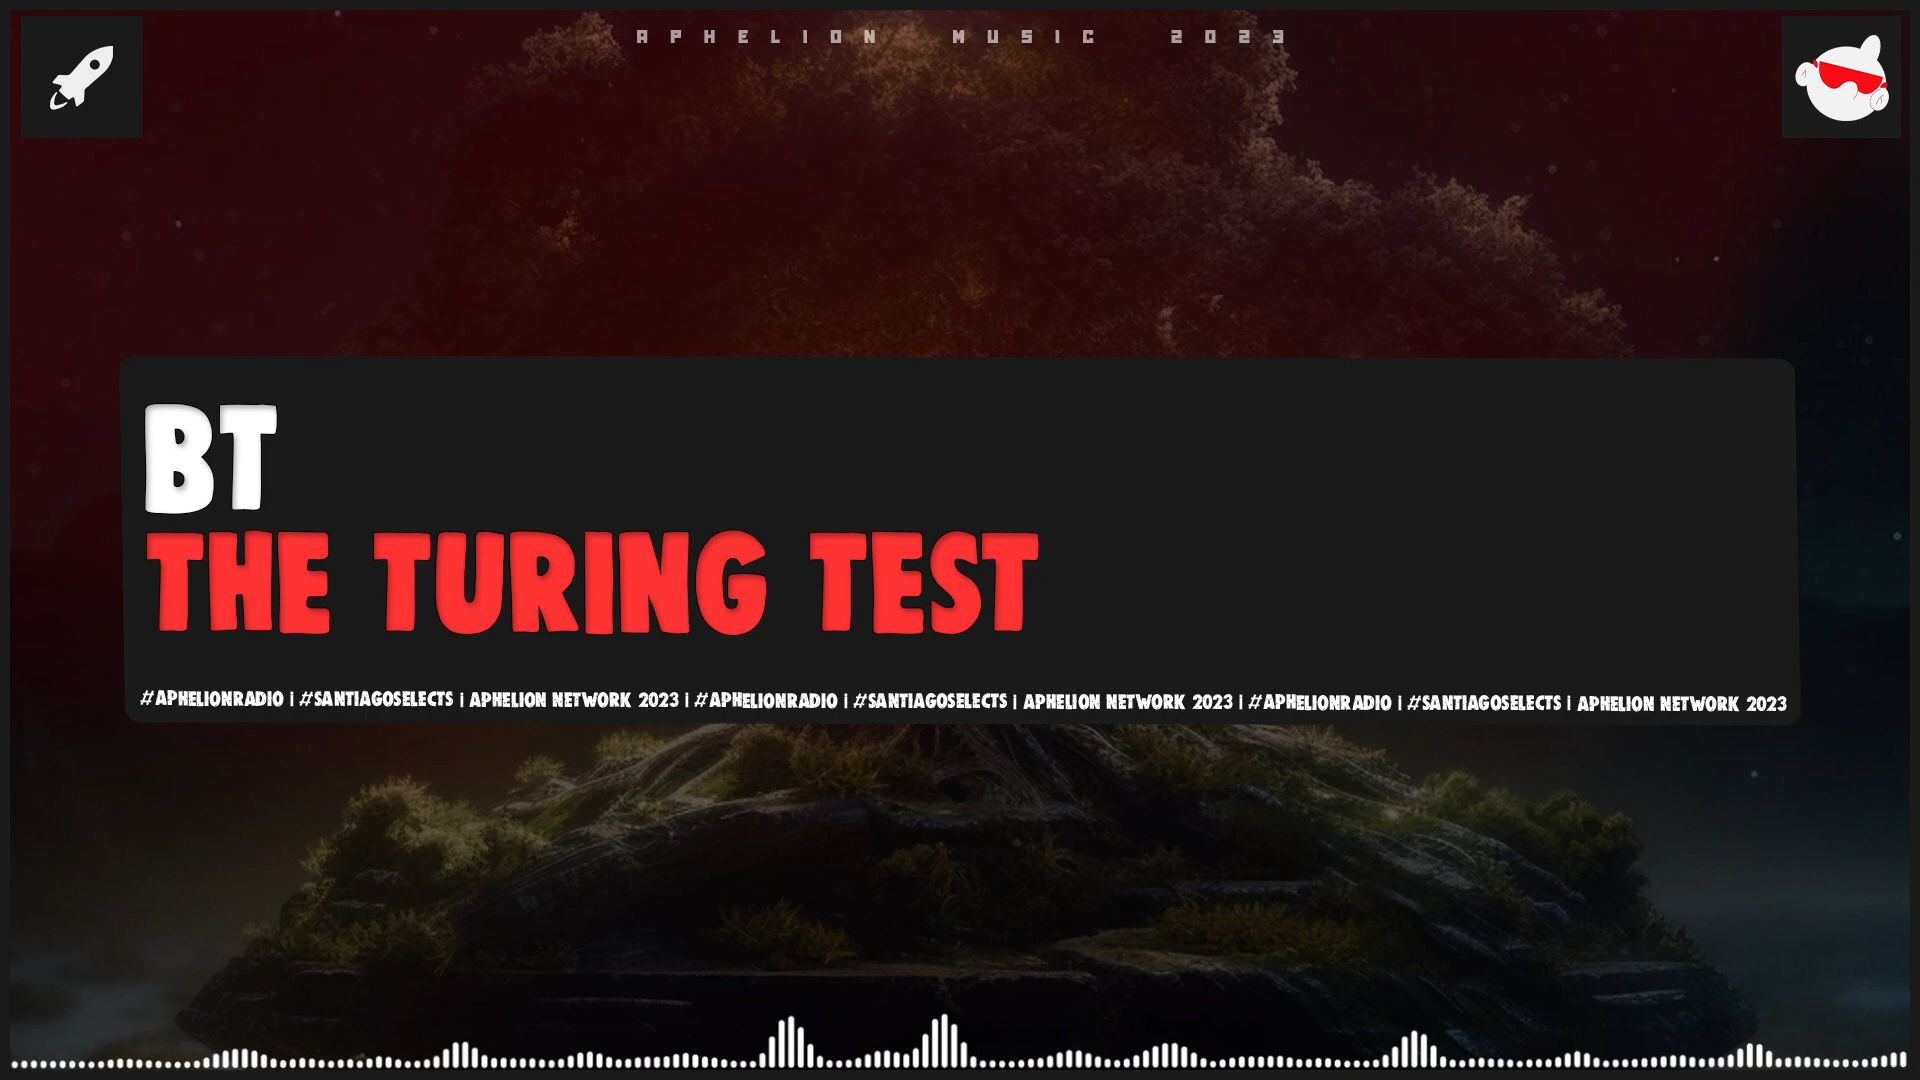 APHELION MUSIC 2023
BT
THE TURING TEST
#APHELIONRADIO | #SANTIAGOSELECTS | APHELION NETWORK 2023 | #APHELIONRADIO | #SANTIAGOSELECTS | APHELION NETWORK 2023 | #APHELIONRADIO | #SANTIAGOSELECTS | APHELION NETWORK 2023